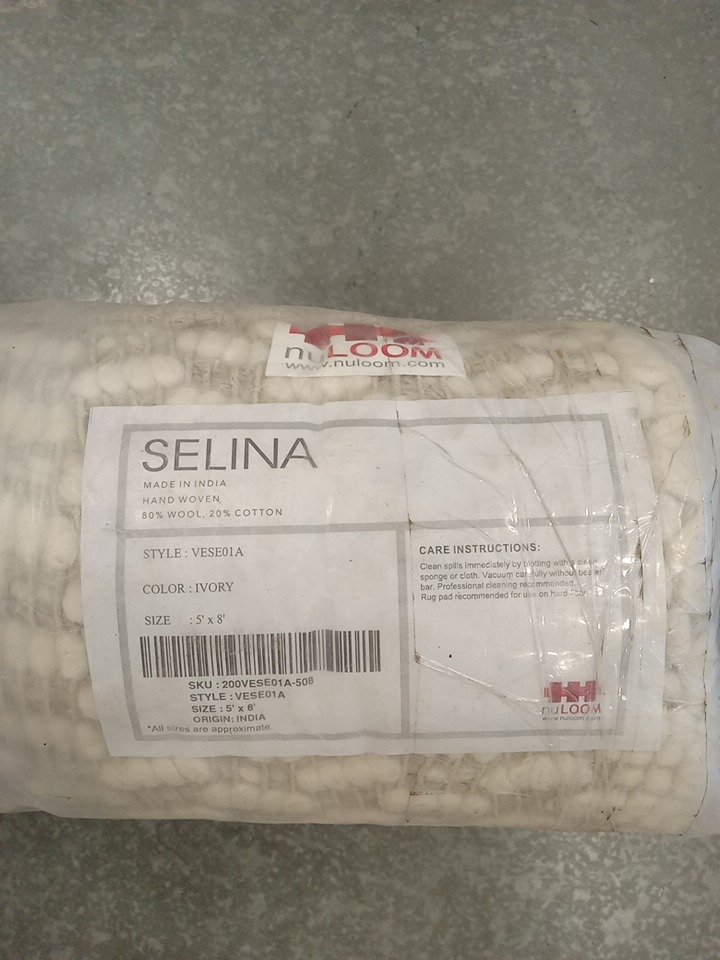 nuLOOM
www.nuloom.com
SELINA
MADE IN INDIA
HAND WOVEN
80% WOOL, 20% COTTON
STYLE : VESE01A
COLOR : IVORY
SIZE : 5' x 8'
SKU : 200VESE01A-508
STYLE : VESE01A
SIZE : 5' x 8'
ORIGIN: INDIA
*All sizes are approximate
CARE INSTRUCTIONS:
Clean spills immediately by blotting with a clean
sponge or cloth. Vacuum carefully without beater
bar. Professional cleaning recommended.
Rug pad recommended for use on hard
nuLOOM
www.nuloom.com